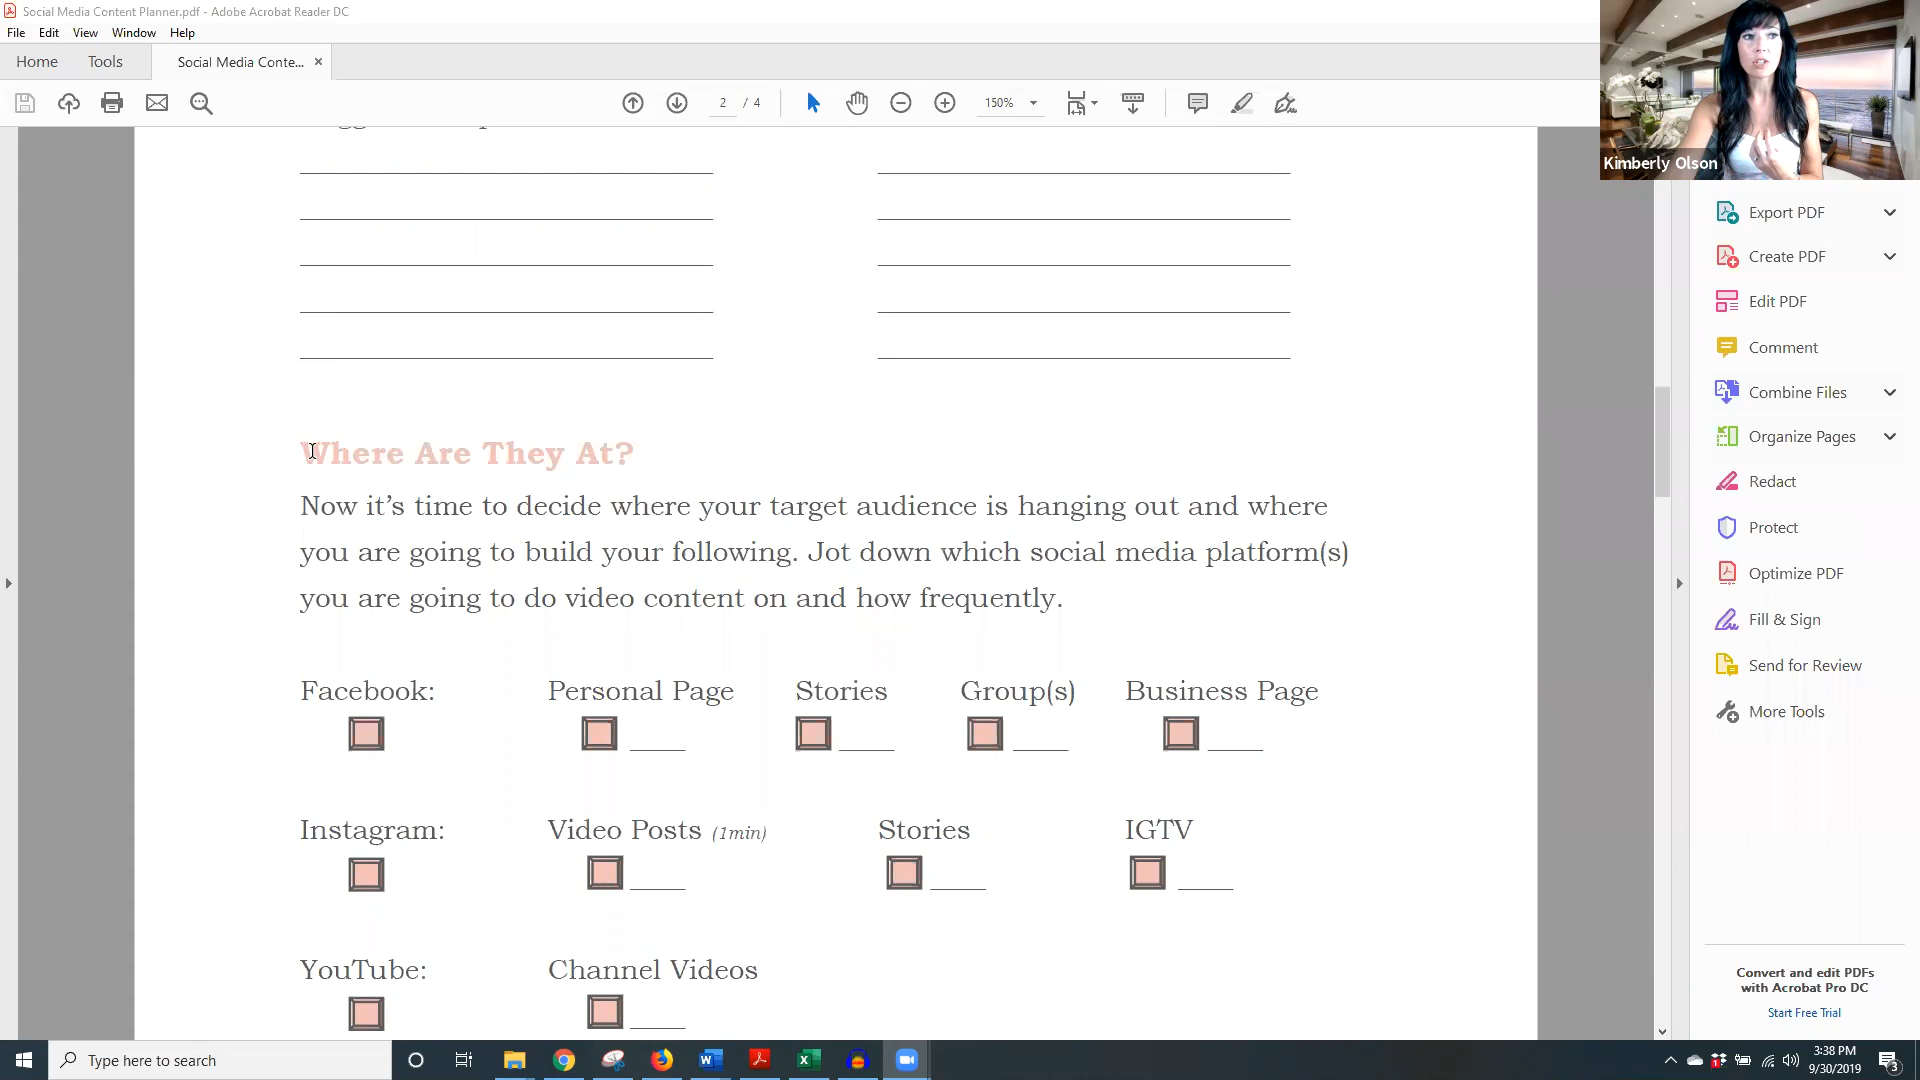 Social Media Content Planner.pdf - Adobe Acrobat Reader DC
File Edit View Window Help
Home Tools Social Media Conte... ×
2 / 4 150%
Kimberly Olson
Where Are They At?
Now it's time to decide where your target audience is hanging out and where
you are going to build your following. Jot down which social media platform(s)
you are going to do video content on and how frequently.
Facebook: Personal Page Stories Group(s) Business Page
Instagram: Video Posts (1min) Stories IGTV
YouTube: Channel Videos
Export PDF
Create PDF
Edit PDF
Comment
Combine Files
Organize Pages
Redact
Protect
Optimize PDF
Fill & Sign
Send for Review
More Tools
Convert and edit PDFs
with Acrobat Pro DC
Start Free Trial
Type here to search
3:38 PM
9/30/2019
3